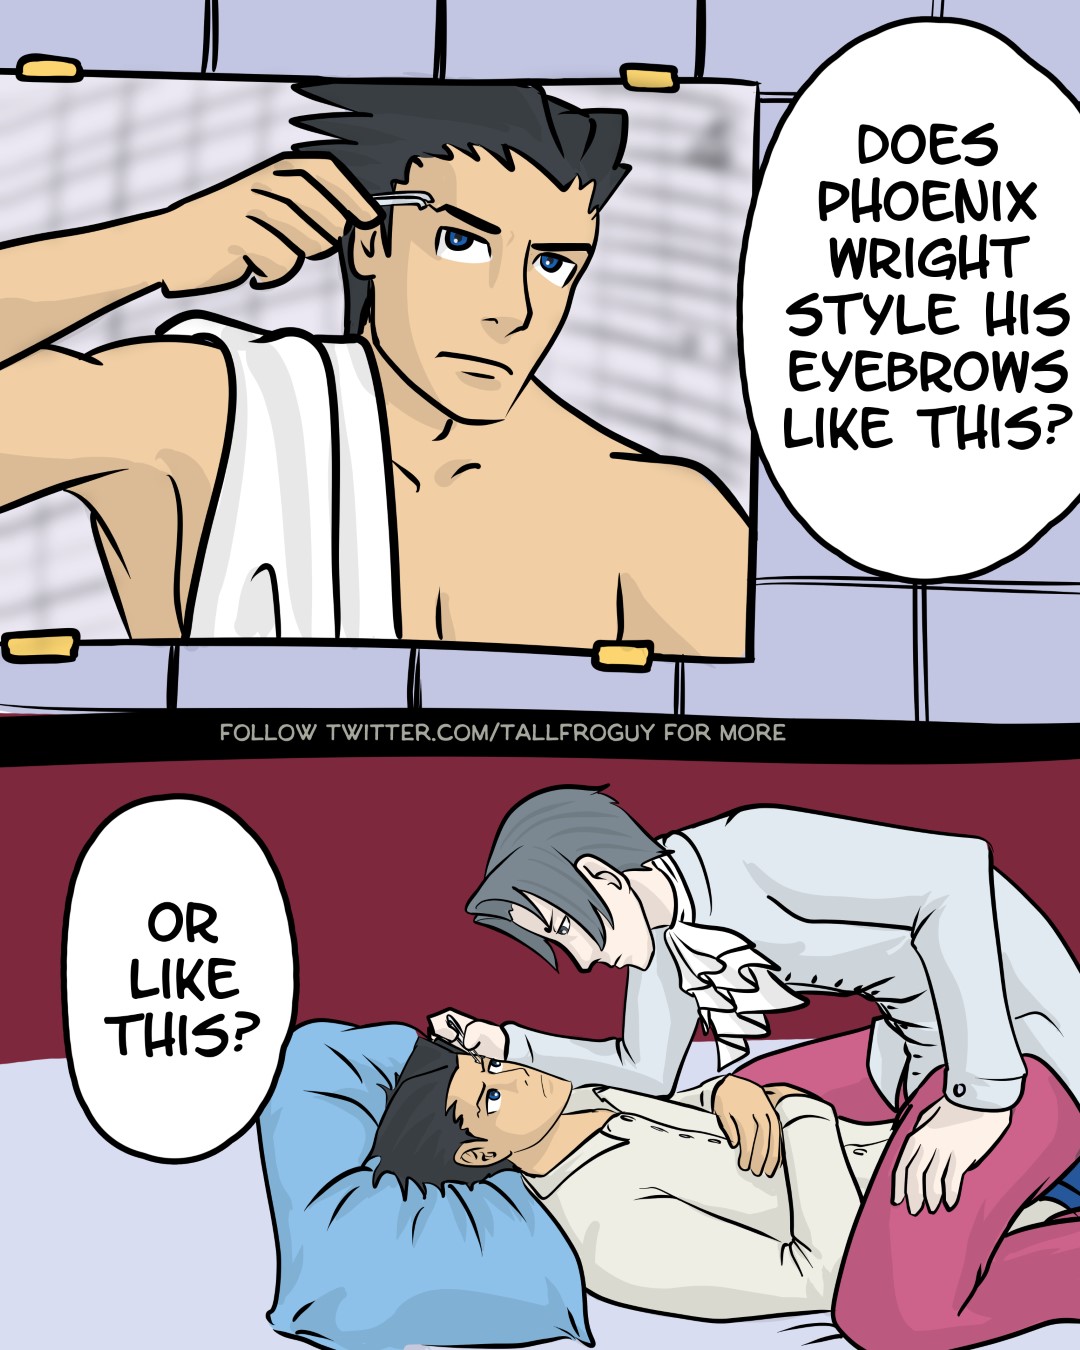 DOES
PHOENIX
WRIGHT
STYLE HIS
EYEBROWS
LIKE THIS?
FOLLOW TWITTER.COM/TALLFROGUY FOR MORE
OR
LIKE
THIS?